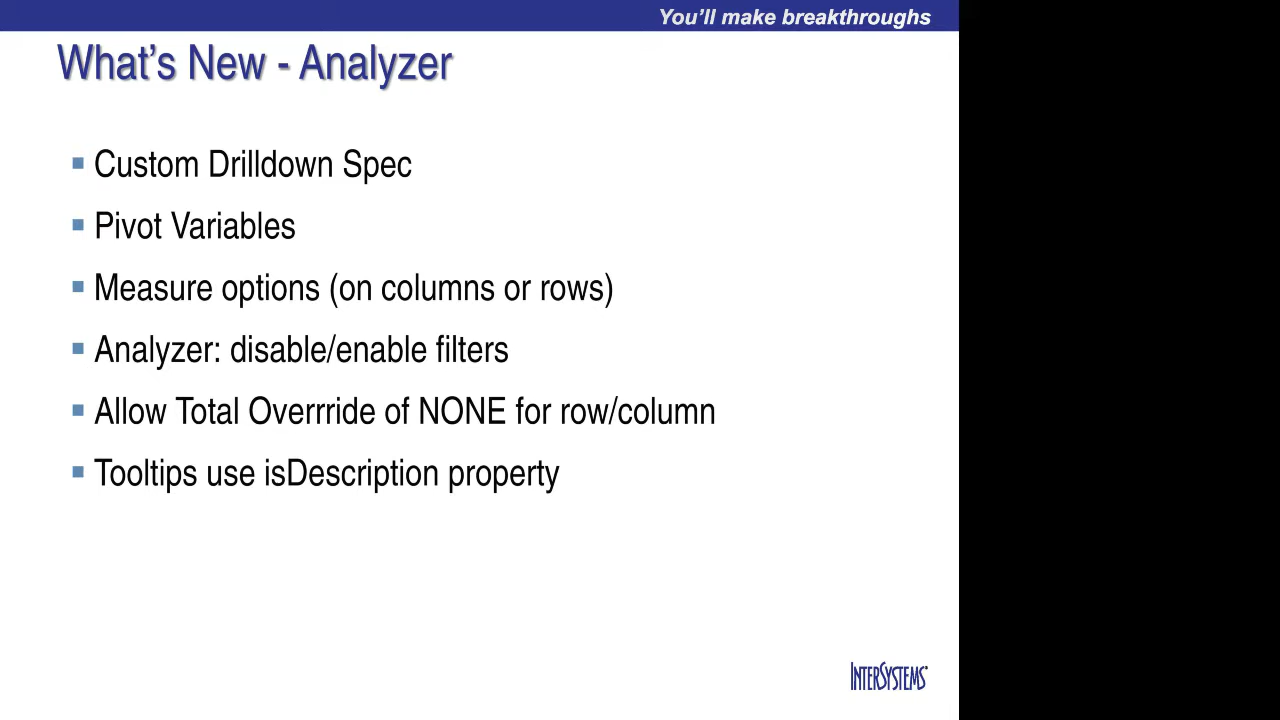 You'll make breakthroughs
What's New - Analyzer
▪ Custom Drilldown Spec
▪ Pivot Variables
▪ Measure options (on columns or rows)
▪ Analyzer: disable/enable filters
▪ Allow Total Overrride of NONE for row/column
▪ Tooltips use isDescription property
INTERSYSTEMS